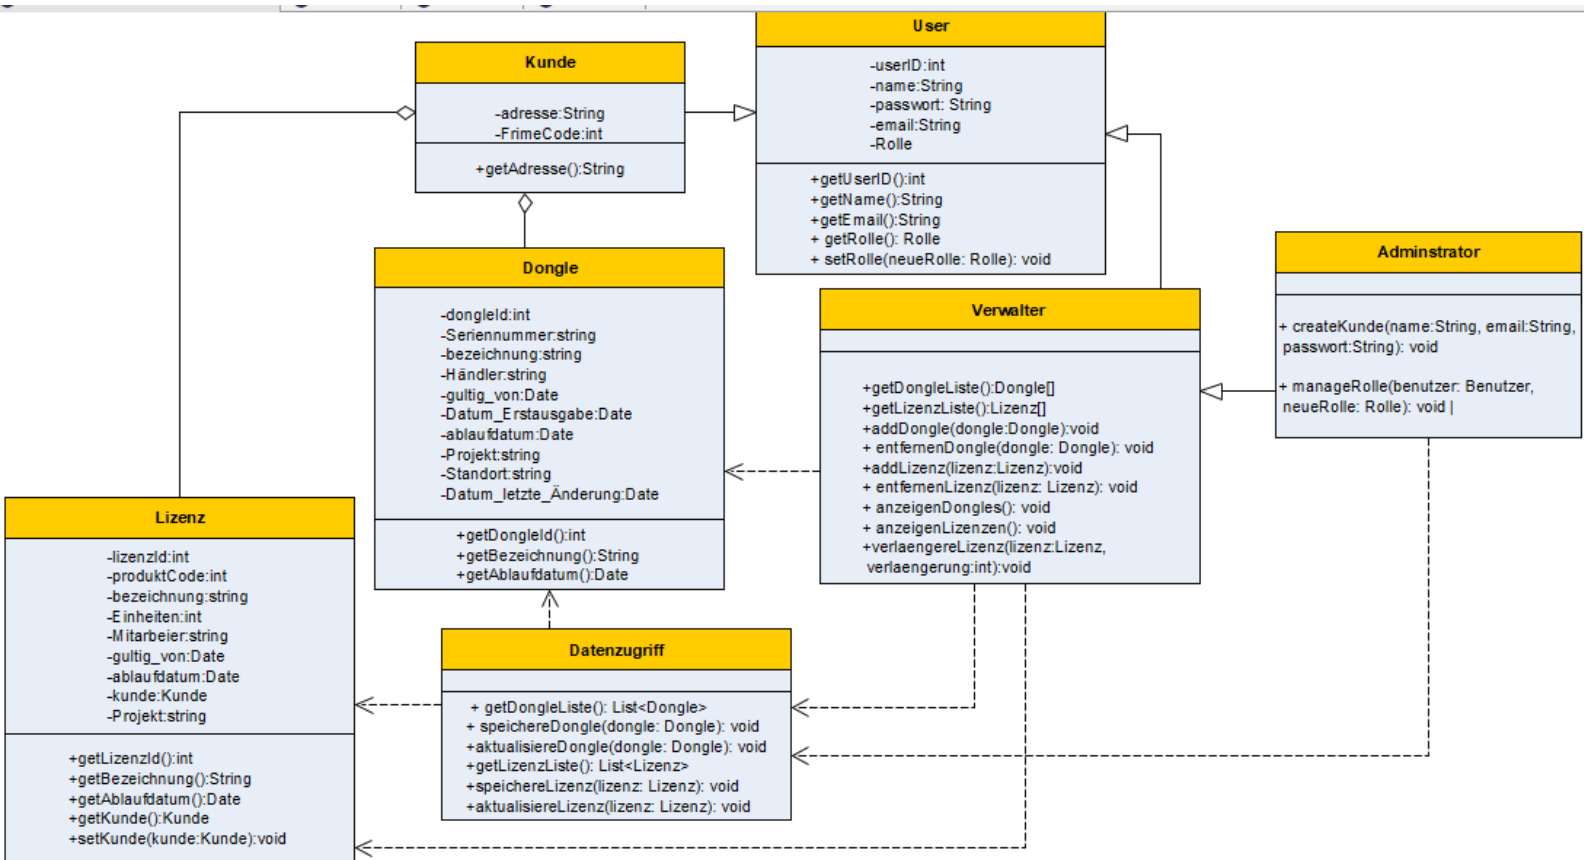 User
-userID:int
-name:String
-passwort: String
-email:String
-Rolle
+getUserID():int
+getName():String
+getEmail():String
+ getRolle(): Rolle
+ setRolle(neueRolle: Rolle): void
Kunde
-adresse:String
-FrimeCode:int
+getAdresse():String
Adminstrator
+ createKunde(name:String, email:String,
passwort:String): void
+ manageRolle(benutzer: Benutzer,
neueRolle: Rolle): void |
Dongle
-dongleId:int
-Seriennummer:string
-bezeichnung:string
-Händler:string
-gultig_von:Date
-Datum_Erstausgabe:Date
-ablaufdatum:Date
-Projekt:string
-Standort:string
-Datum_letzte_Änderung:Date
+getDongleId():int
+getBezeichnung():String
+getAblaufdatum():Date
Verwalter
+getDongleListe():Dongle[]
+getLizenzListe():Lizenz[]
+addDongle(dongle:Dongle):void
+ entfernenDongle(dongle: Dongle): void
+addLizenz(lizenz:Lizenz):void
+ entfernenLizenz(lizenz: Lizenz): void
+ anzeigenDongles(): void
+ anzeigenLizenzen(): void
+verlaengereLizenz(lizenz:Lizenz,
verlaengerung:int):void
Lizenz
-lizenzId:int
-produktCode:int
-bezeichnung:string
-Einheiten:int
-Mitarbeier:string
-gultig_von:Date
-ablaufdatum:Date
-kunde:Kunde
-Projekt:string
+getLizenzId():int
+getBezeichnung():String
+getAblaufdatum():Date
+getKunde():Kunde
+setKunde(kunde:Kunde):void
Datenzugriff
+ getDongleListe(): List<Dongle>
+ speichereDongle(dongle: Dongle): void
+aktualisiereDongle(dongle: Dongle): void
+getLizenzListe(): List<Lizenz>
+speichereLizenz(lizenz: Lizenz): void
+aktualisiereLizenz(lizenz: Lizenz): void